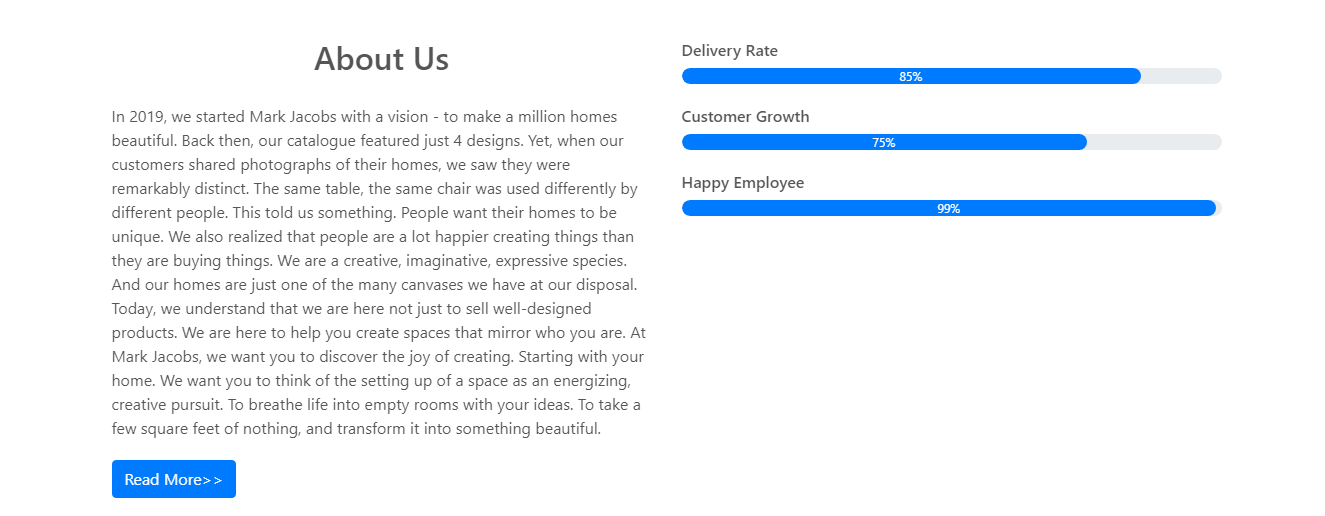 About Us
In 2019, we started Mark Jacobs with a vision - to make a million homes
beautiful. Back then, our catalogue featured just 4 designs. Yet, when our
customers shared photographs of their homes, we saw they were
remarkably distinct. The same table, the same chair was used differently by
different people. This told us something. People want their homes to be
unique. We also realized that people are a lot happier creating things than
they are buying things. We are a creative, imaginative, expressive species.
And our homes are just one of the many canvases we have at our disposal.
Today, we understand that we are here not just to sell well-designed
products. We are here to help you create spaces that mirror who you are. At
Mark Jacobs, we want you to discover the joy of creating. Starting with your
home. We want you to think of the setting up of a space as an energizing,
creative pursuit. To breathe life into empty rooms with your ideas. To take a
few square feet of nothing, and transform it into something beautiful.
Read More>>
Delivery Rate
85%
Customer Growth
75%
Happy Employee
99%